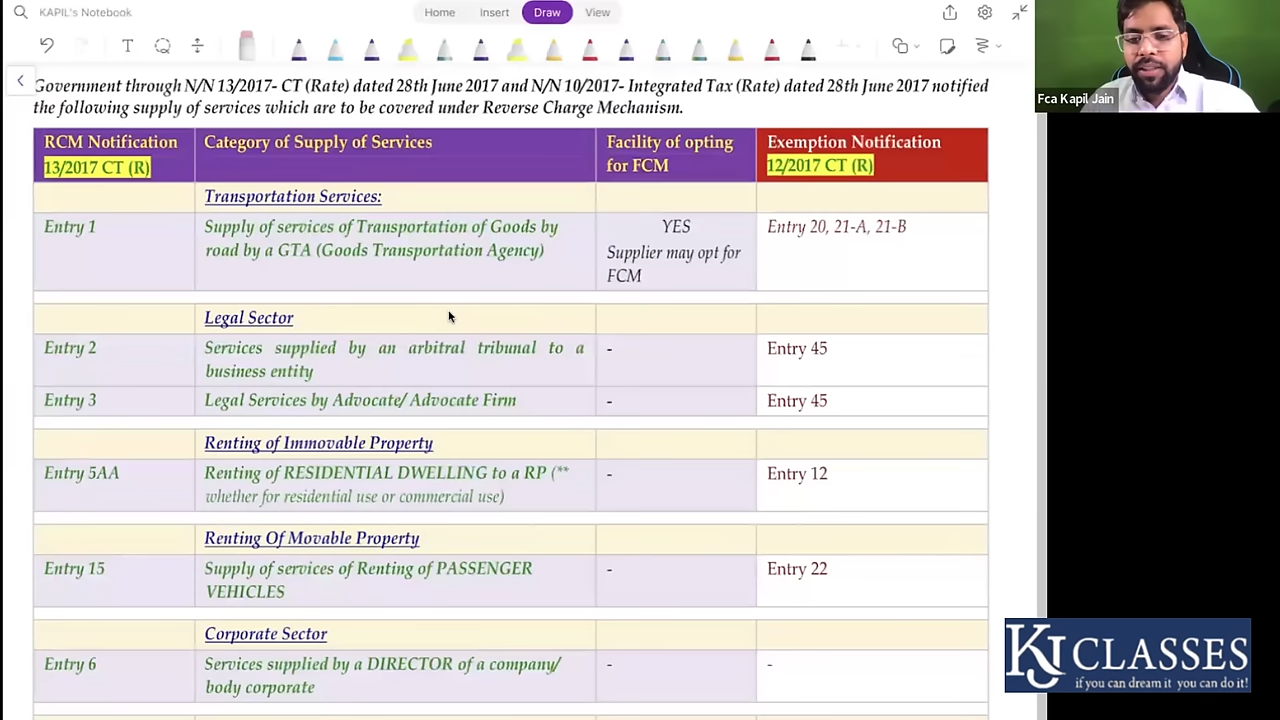 KAPIL's Notebook
Home Insert Draw View
Government through N/N 13/2017- CT (Rate) dated 28th June 2017 and N/N 10/2017- Integrated Tax (Rate) dated 28th June 2017 notified
the following supply of services which are to be covered under Reverse Charge Mechanism.
Fca Kapil Jain
RCM Notification
13/2017 CT (R)
Category of Supply of Services
Facility of opting
for FCM
Exemption Notification
12/2017 CT (R)
Transportation Services:
Entry 1
Supply of services of Transportation of Goods by
road by a GTA (Goods Transportation Agency)
YES
Supplier may opt for
FCM
Entry 20, 21-A, 21-B
Legal Sector
Entry 2
Services supplied by an arbitral tribunal to a
business entity
-
Entry 45
Entry 3
Legal Services by Advocate/ Advocate Firm
-
Entry 45
Renting of Immovable Property
Entry 5AA
Renting of RESIDENTIAL DWELLING to a RP (**
whether for residential use or commercial use)
-
Entry 12
Renting Of Movable Property
Entry 15
Supply of services of Renting of PASSENGER
VEHICLES
-
Entry 22
Corporate Sector
Entry 6
Services supplied by a DIRECTOR of a company/
body corporate
-
-
KJ CLASSES
if you can dream it you can do it!